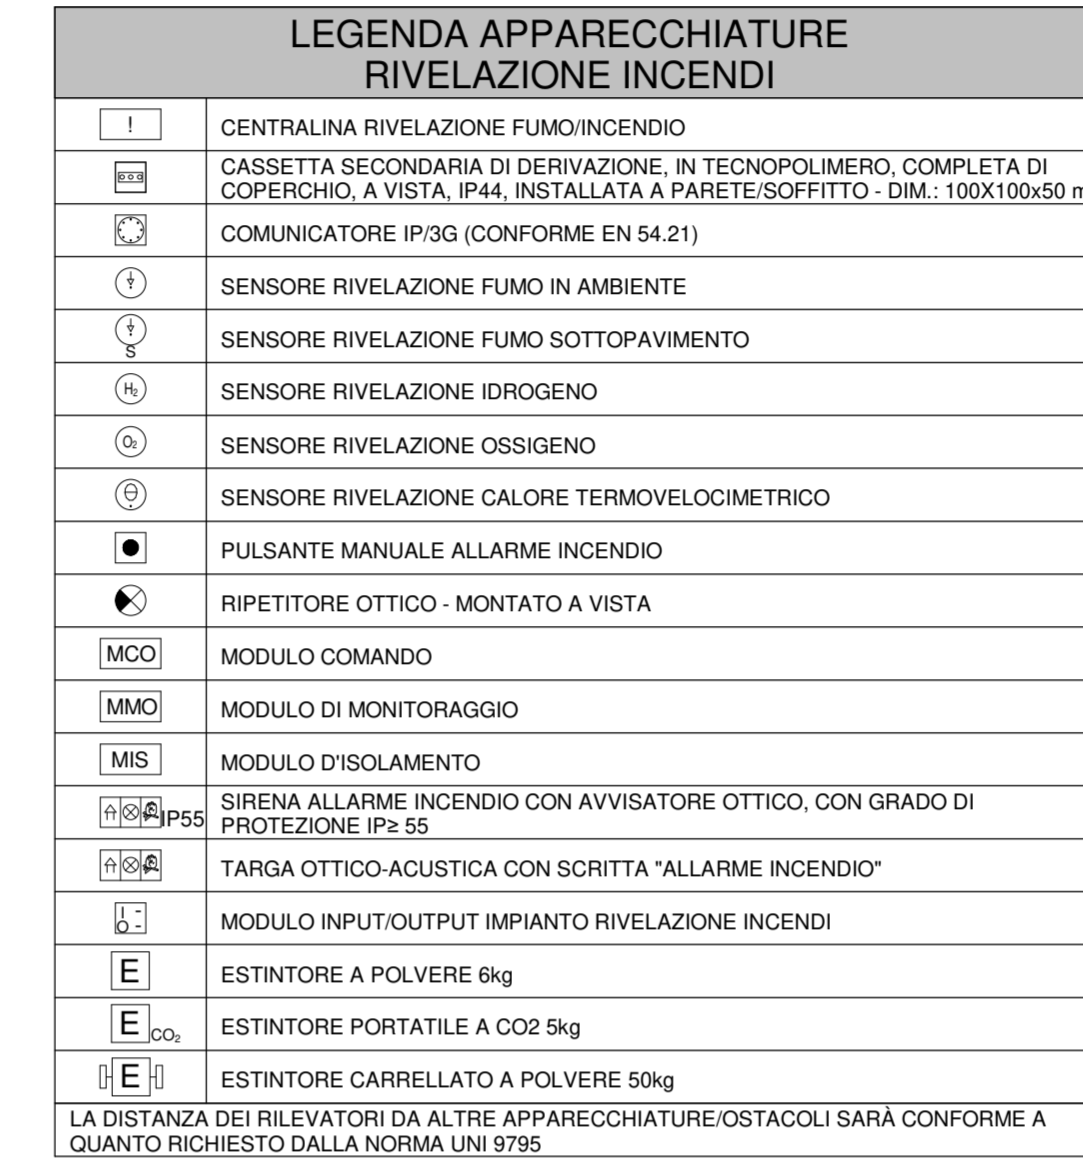 LEGENDA APPARECCHIATURE
RIVELAZIONE INCENDI
! CENTRALINA RIVELAZIONE FUMO/INCENDIO
CASSETTA SECONDARIA DI DERIVAZIONE, IN TECNOPOLIMERO, COMPLETA DI
COPERCHIO, A VISTA, IP44, INSTALLATA A PARETE/SOFFITTO - DIM.: 100X100x50
COMUNICATORE IP/3G (CONFORME EN 54.21)
SENSORE RIVELAZIONE FUMO IN AMBIENTE
S SENSORE RIVELAZIONE FUMO SOTTOPAVIMENTO
H₂ SENSORE RIVELAZIONE IDROGENO
O₂ SENSORE RIVELAZIONE OSSIGENO
SENSORE RIVELAZIONE CALORE TERMOVELOCIMETRICO
PULSANTE MANUALE ALLARME INCENDIO
RIPETITORE OTTICO - MONTATO A VISTA
MCO MODULO COMANDO
MMO MODULO DI MONITORAGGIO
MIS MODULO D'ISOLAMENTO
IP55 SIRENA ALLARME INCENDIO CON AVVISATORE OTTICO, CON GRADO DI
PROTEZIONE IP≥ 55
TARGA OTTICO-ACUSTICA CON SCRITTA "ALLARME INCENDIO"
I - O - MODULO INPUT/OUTPUT IMPIANTO RIVELAZIONE INCENDI
E ESTINTORE A POLVERE 6kg
E CO₂ ESTINTORE PORTATILE A CO2 5kg
E ESTINTORE CARRELLATO A POLVERE 50kg
LA DISTANZA DEI RILEVATORI DA ALTRE APPARECCHIATURE/OSTACOLI SARÀ CONFORME A
QUANTO RICHIESTO DALLA NORMA UNI 9795